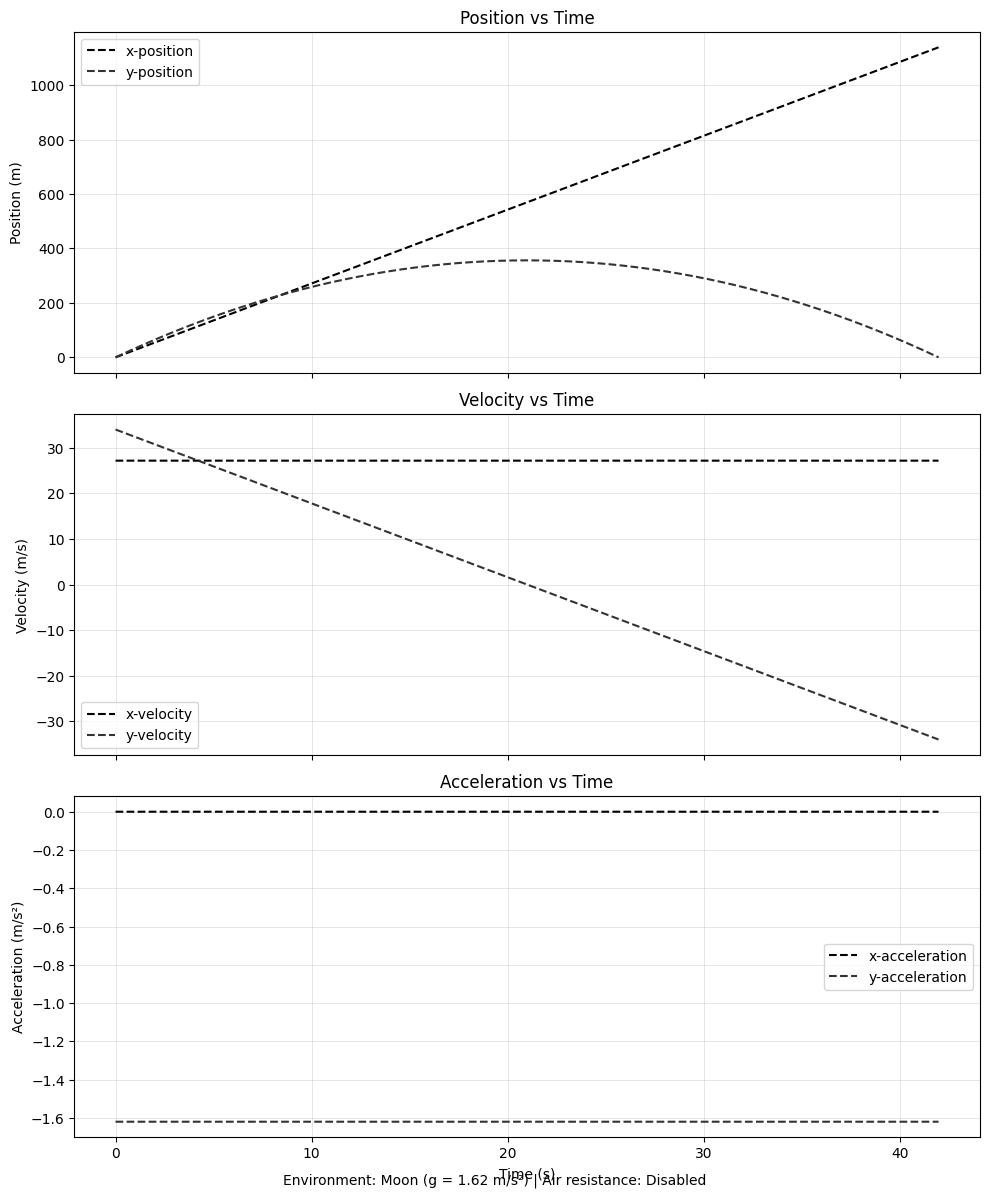 Position vs Time
x-position
y-position
1000
800
600
400
200
0
Position (m)
Velocity vs Time
30
20
10
0
−10
−20
−30
Velocity (m/s)
x-velocity
y-velocity
Acceleration vs Time
0.0
−0.2
−0.4
−0.6
−0.8
−1.0
−1.2
−1.4
−1.6
Acceleration (m/s²)
x-acceleration
y-acceleration
0 10 20 30 40
Time (s)
Environment: Moon (g = 1.62 m/s²) | Air resistance: Disabled